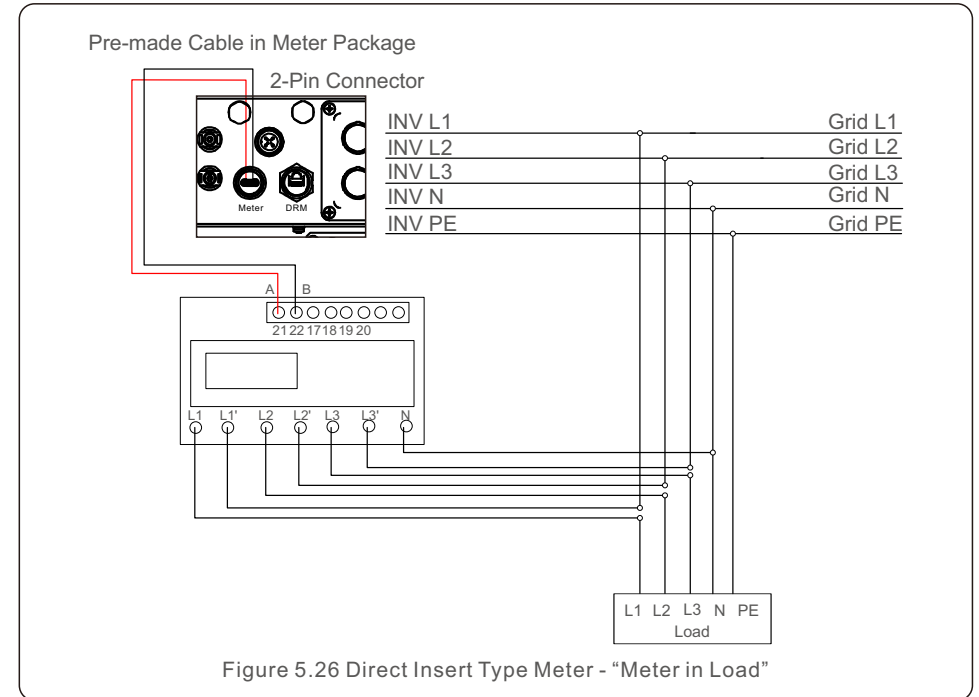 Pre-made Cable in Meter Package
2-Pin Connector
INV L1 Grid L1
INV L2 Grid L2
INV L3 Grid L3
INV N Grid N
INV PE Grid PE
Meter DRM
A B
21 22 17 18 19 20
L1 L1' L2 L2' L3 L3' N
L1 L2 L3 N PE
Load
Figure 5.26 Direct Insert Type Meter - “Meter in Load”